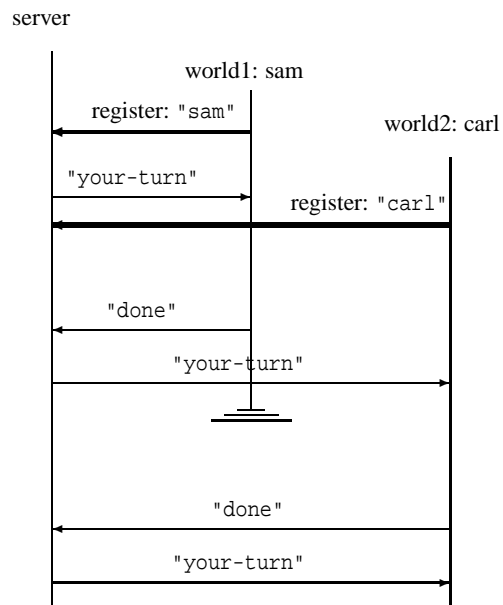 server
world1: sam
register: "sam"
world2: carl
"your-turn"
register: "carl"
"done"
"your-turn"
"done"
"your-turn"